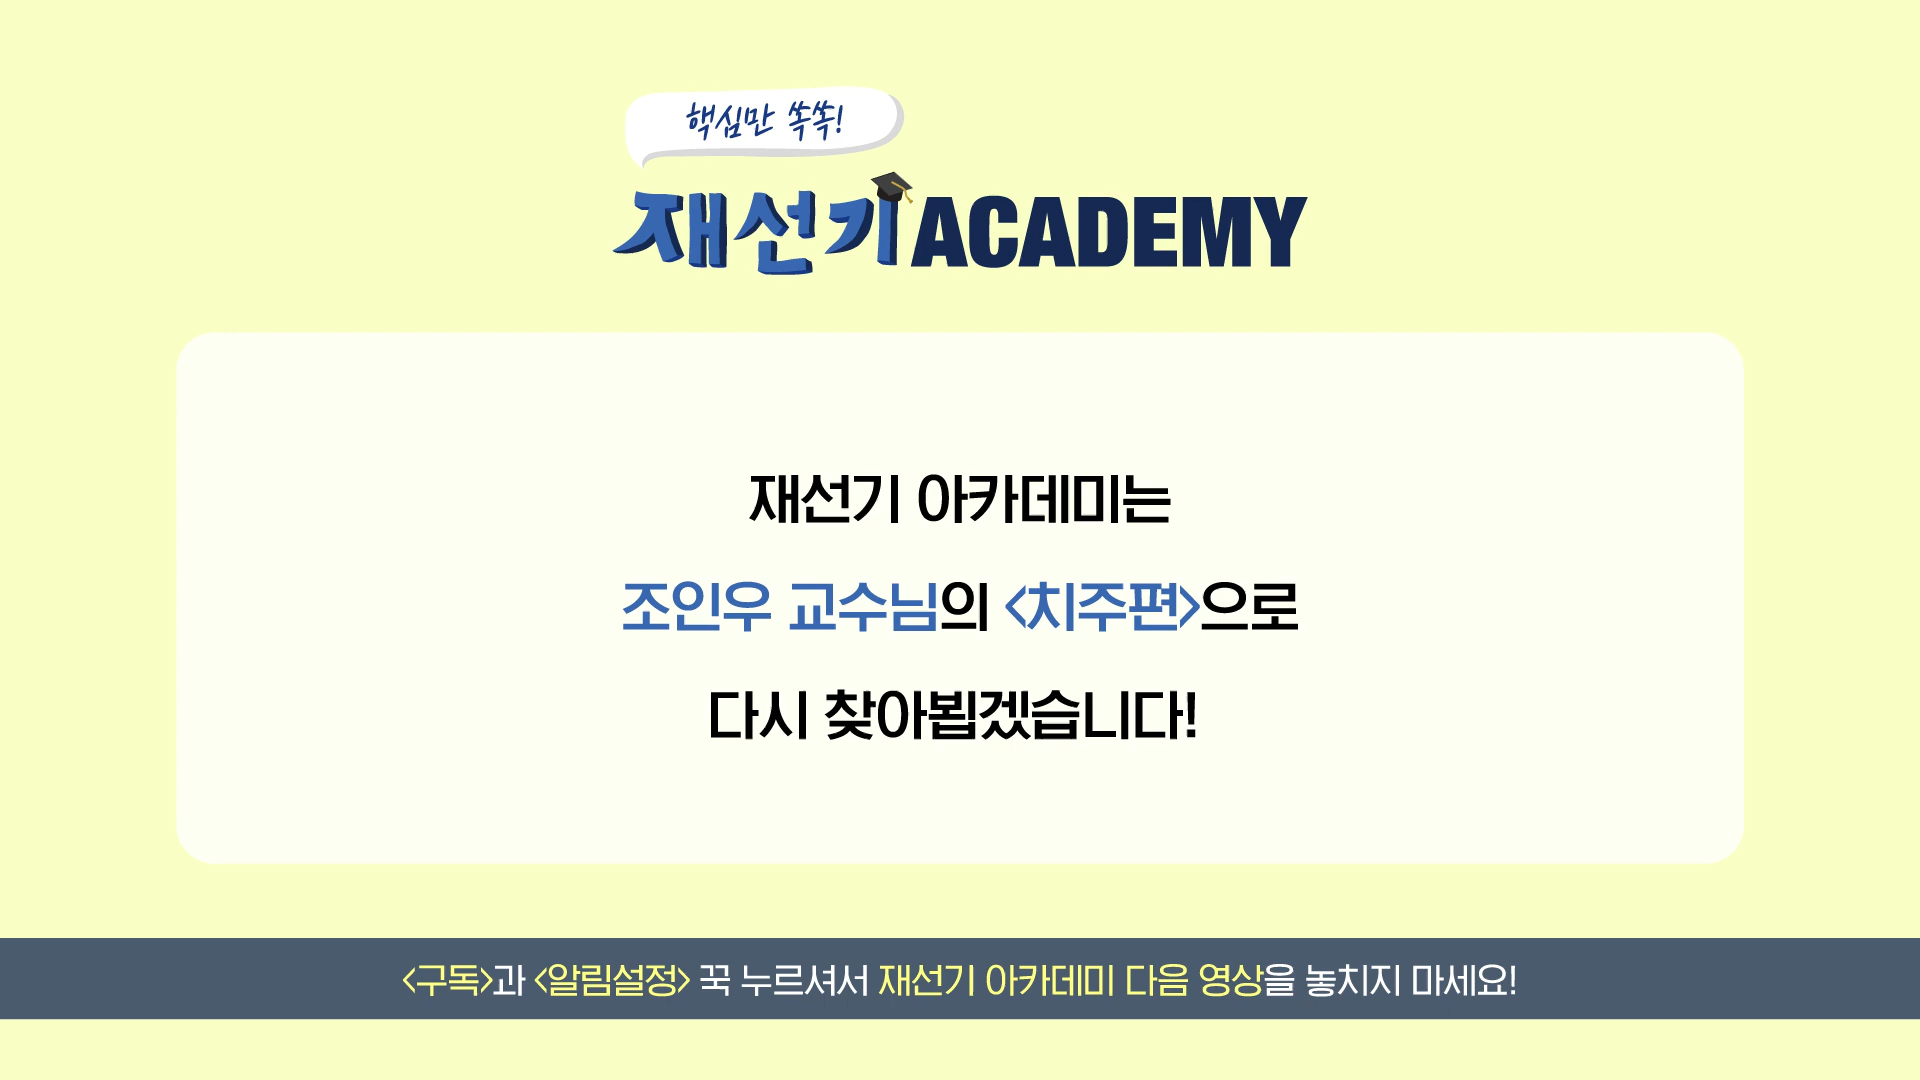 핵심만 쏙쏙!
재선기 ACADEMY
재선기 아카데미는
조인우 교수님의 <치주편>으로
다시 찾아뵙겠습니다!
<구독>과 <알림설정> 꾹 누르셔서 재선기 아카데미 다음 영상을 놓치지 마세요!